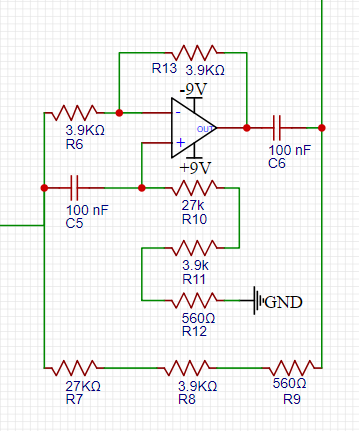 R13 3.9KΩ
-9V
3.9KΩ
R6
-
OUT
+
100 nF
C6
+9V
100 nF
C5
27k
R10
3.9k
R11
GND
560Ω
R12
27KΩ
R7
3.9KΩ
R8
560Ω
R9